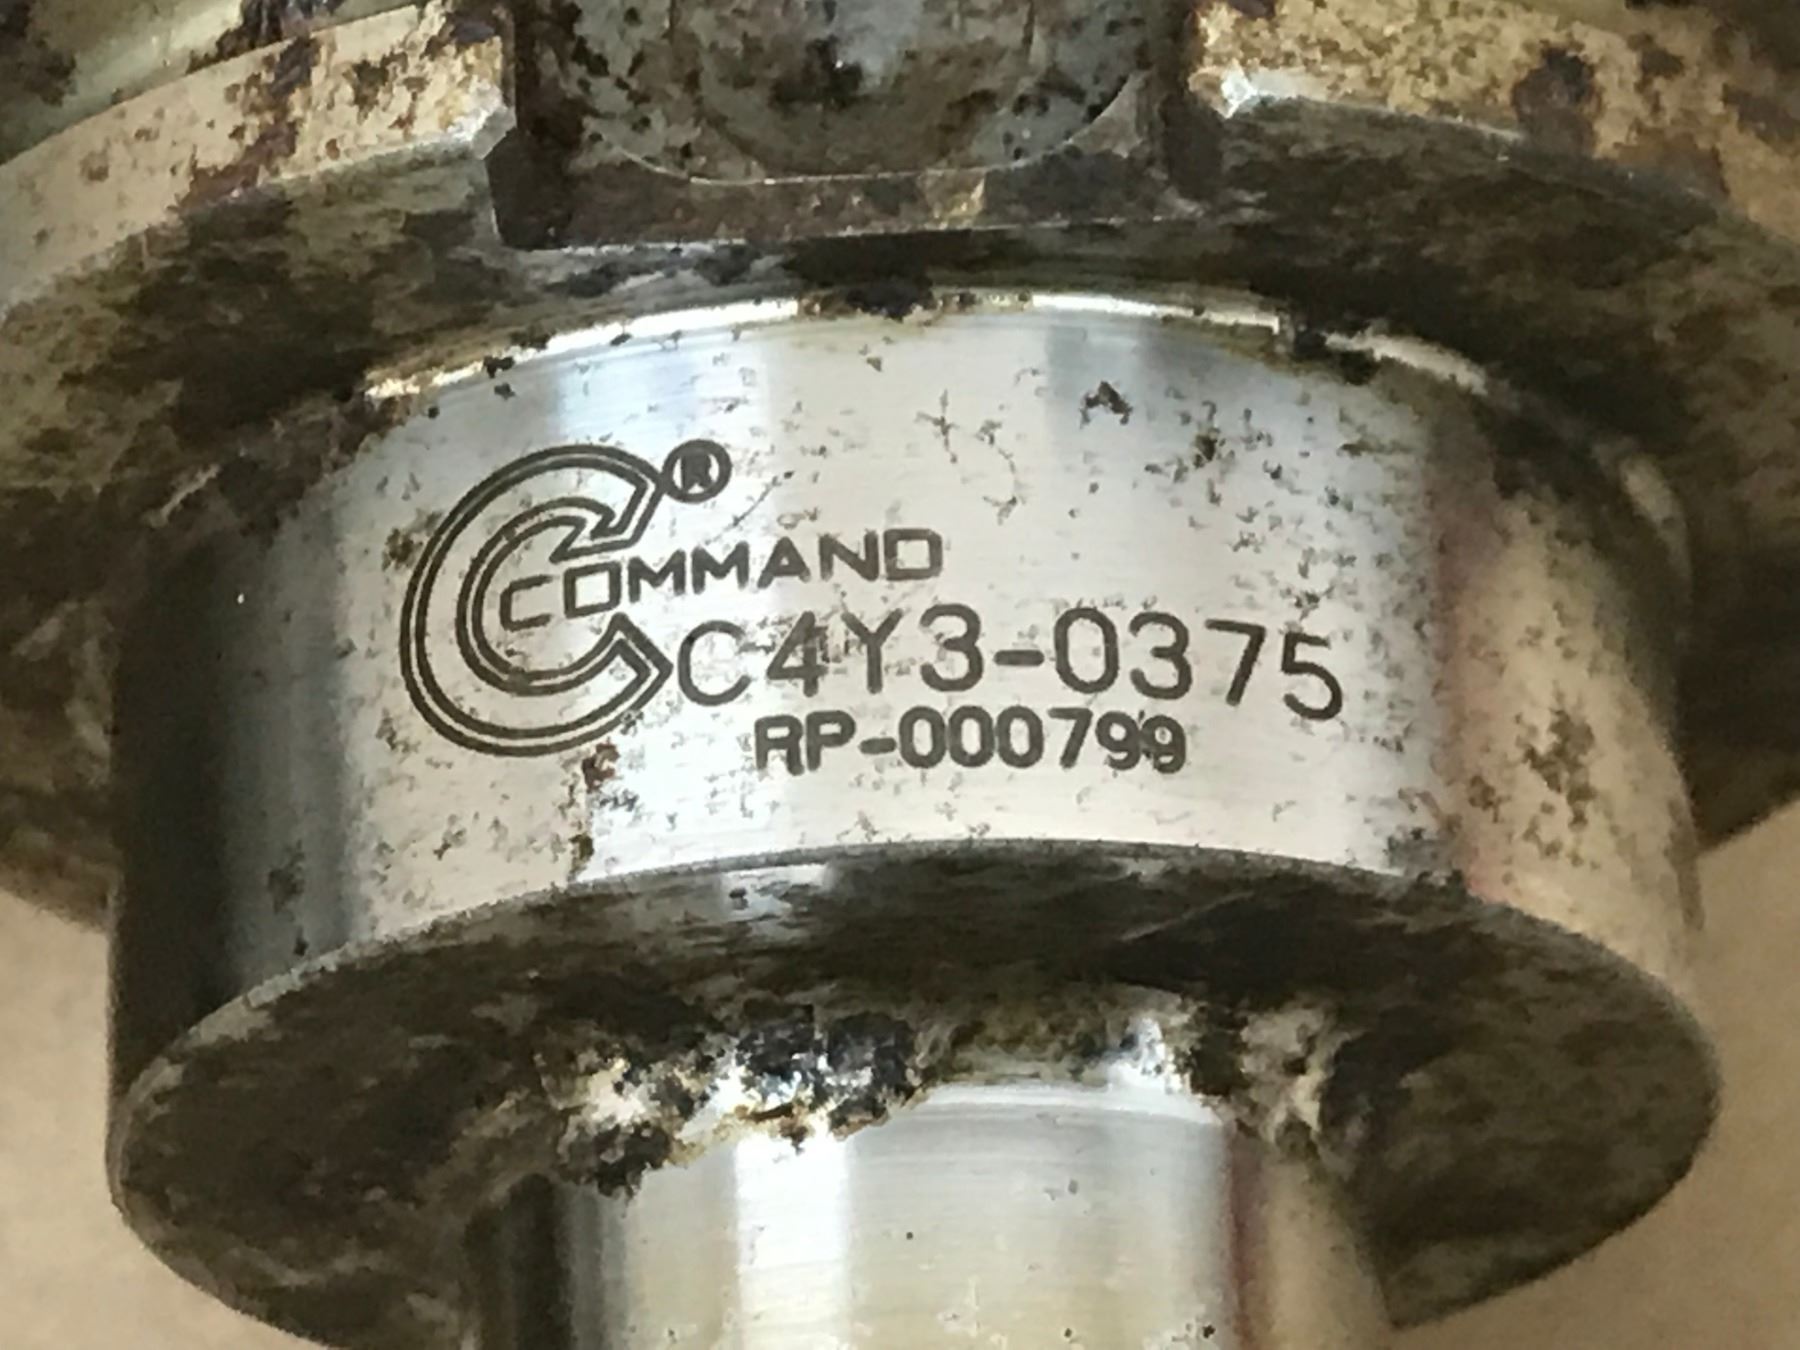 ®
COMMAND
C4Y3-0375
RP-000799